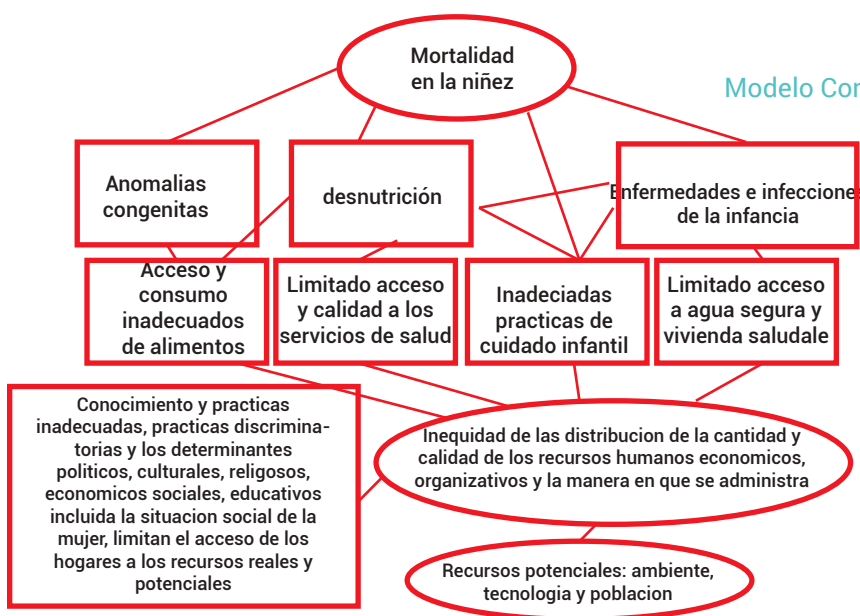 Mortalidad
en la niñez
Modelo Con
Anomalias
congenitas
desnutrición
Enfermedades e infecciones
de la infancia
Acceso y
consumo
inadecuados
de alimentos
Limitado acceso
y calidad a los
servicios de salud
Inadeciadas
practicas de
cuidado infantil
Limitado acceso
a agua segura y
vivienda saludale
Conocimiento y practicas
inadecuadas, practicas discrimina-
torias y los determinantes
politicos, culturales, religosos,
economicos sociales, educativos
incluida la situacion social de la
mujer, limitan el acceso de los
hogares a los recursos reales y
potenciales
Inequidad de las distribucion de la cantidad y
calidad de los recursos humanos economicos,
organizativos y la manera en que se administra
Recursos potenciales: ambiente,
tecnologia y poblacion